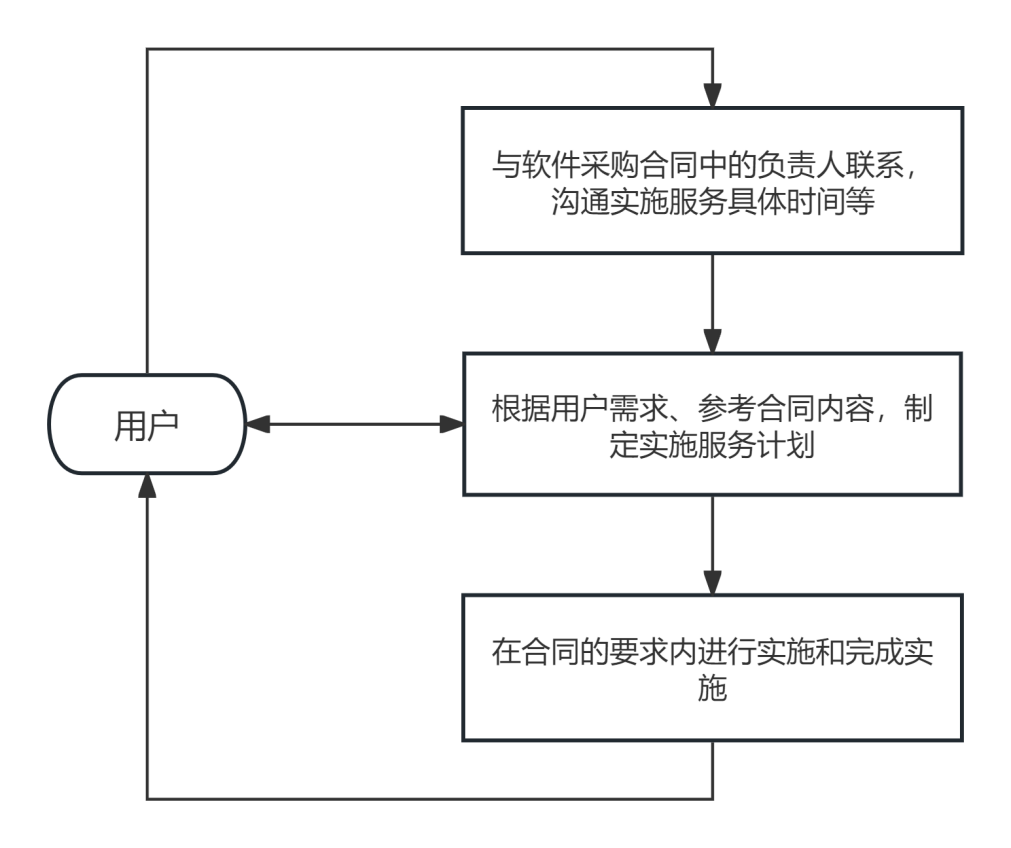 与软件采购合同中的负责人联系，
沟通实施服务具体时间等
用户
根据用户需求、参考合同内容，制
定实施服务计划
在合同的要求内进行实施和完成实
施